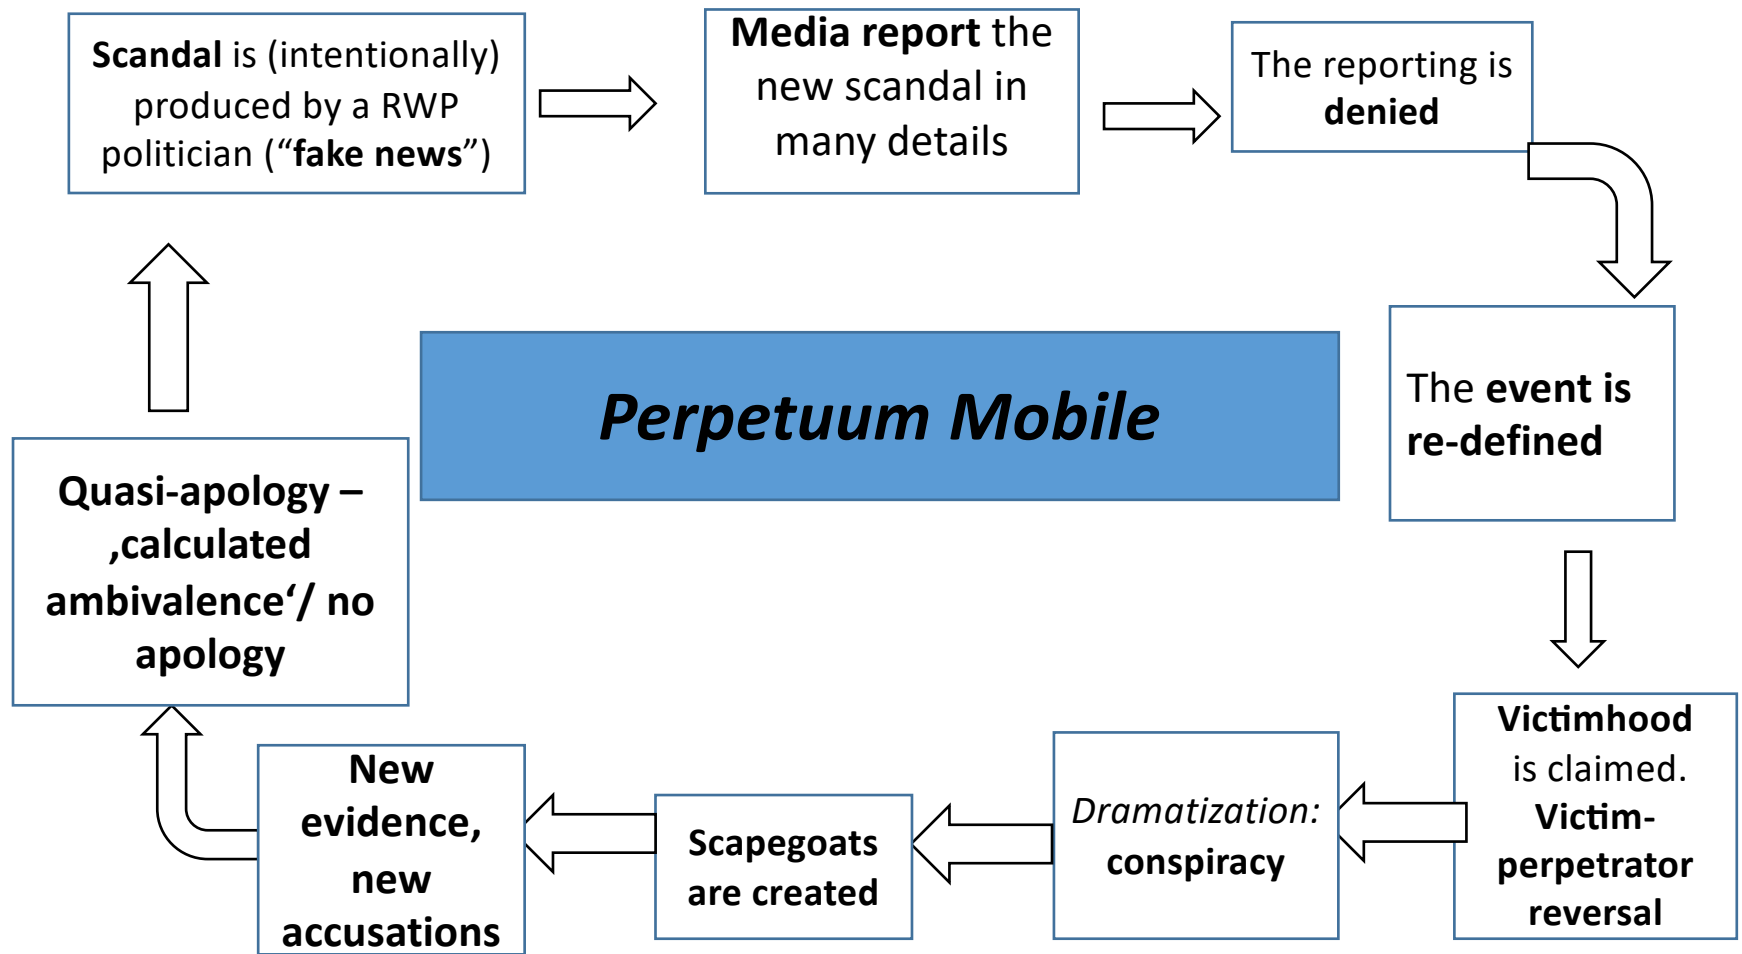 Scandal is (intentionally)
produced by a RWP
politician (“fake news”)
Media report the
new scandal in
many details
The reporting is
denied
The event is
re-defined
Victimhood
is claimed.
Victim-
perpetrator
reversal
Dramatization:
conspiracy
Scapegoats
are created
New
evidence,
new
accusations
Quasi-apology –
‚calculated
ambivalence‘/ no
apology
Perpetuum Mobile